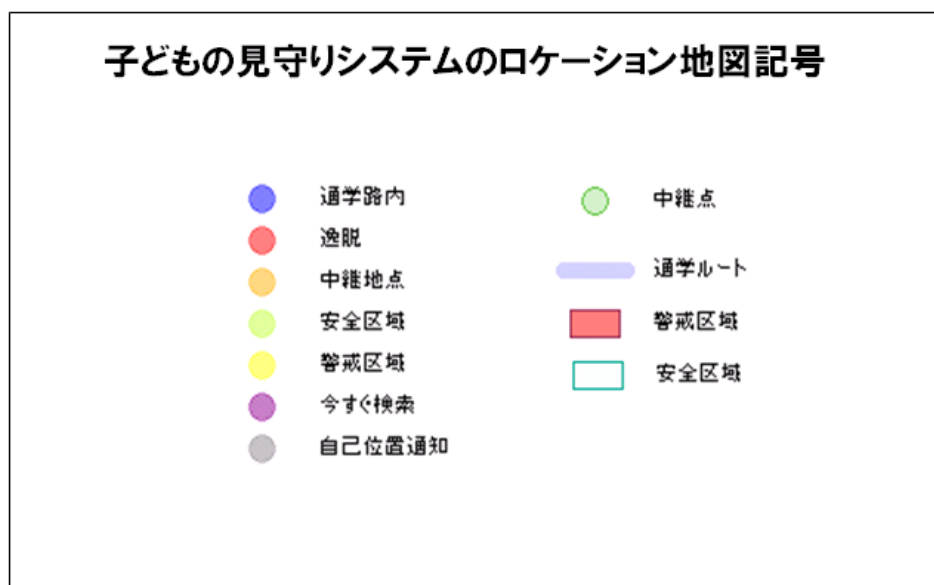 子どもの見守りシステムのロケーション地図記号
通学路内
逸脱
中継地点
安全区域
警戒区域
今すぐ検索
自己位置通知
中継点
通学ルート
警戒区域
安全区域